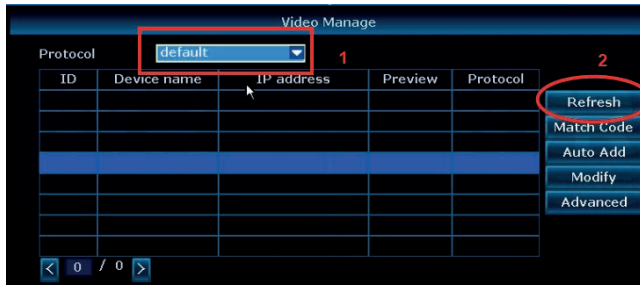 Video Manage
Protocol default 1
2
ID Device name IP address Preview Protocol
Refresh
Match Code
Auto Add
Modify
Advanced
< 0 / 0 >